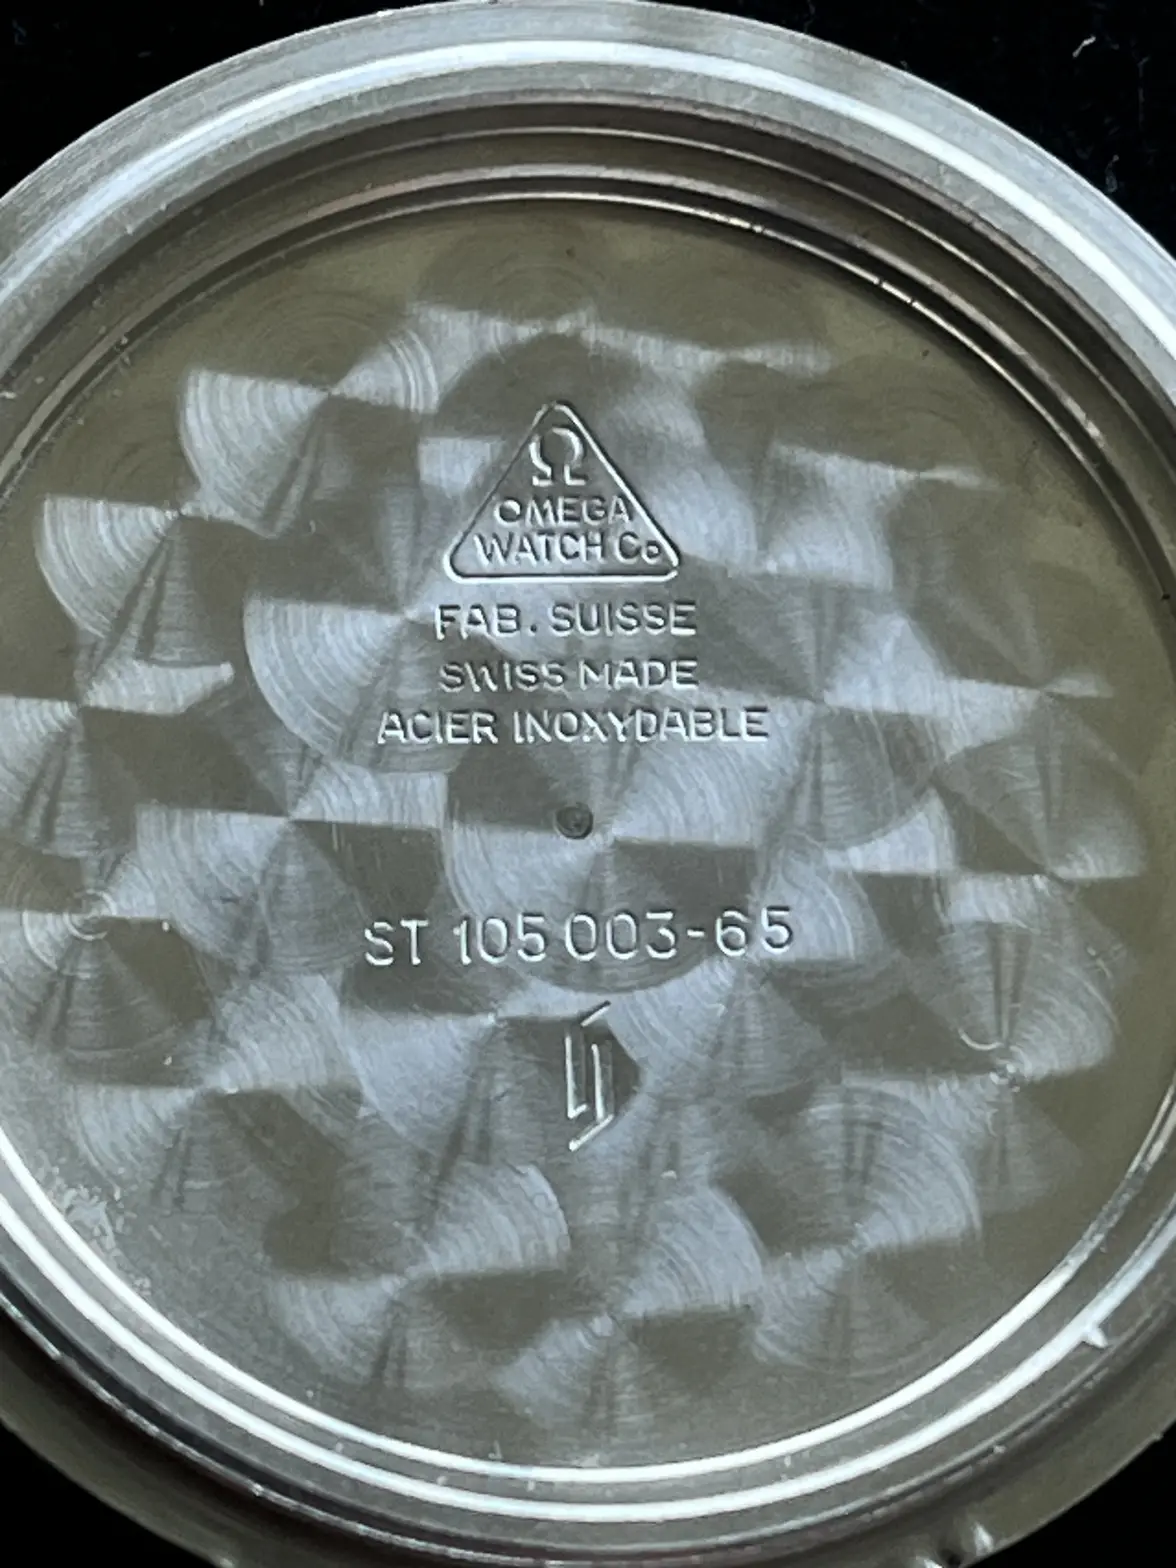 Ω
OMEGA
WATCH Co
FAB. SUISSE
SWISS MADE
ACIER INOXYDABLE
ST 105 003-65